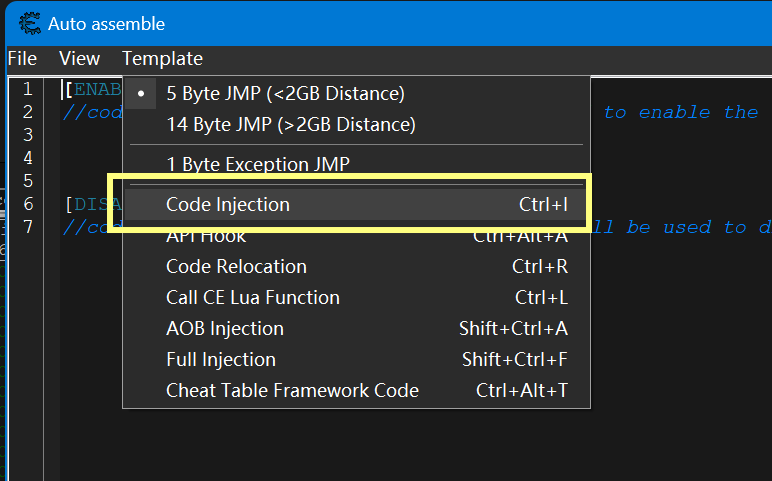 Auto assemble
File View Template
1 [ENAB
2 //cod to enable the
3
4
5
6 [DISA
7 //cod ll be used to d
5 Byte JMP (<2GB Distance)
14 Byte JMP (>2GB Distance)
1 Byte Exception JMP
Code Injection Ctrl+I
API Hook Ctrl+Alt+A
Code Relocation Ctrl+R
Call CE Lua Function Ctrl+L
AOB Injection Shift+Ctrl+A
Full Injection Shift+Ctrl+F
Cheat Table Framework Code Ctrl+Alt+T